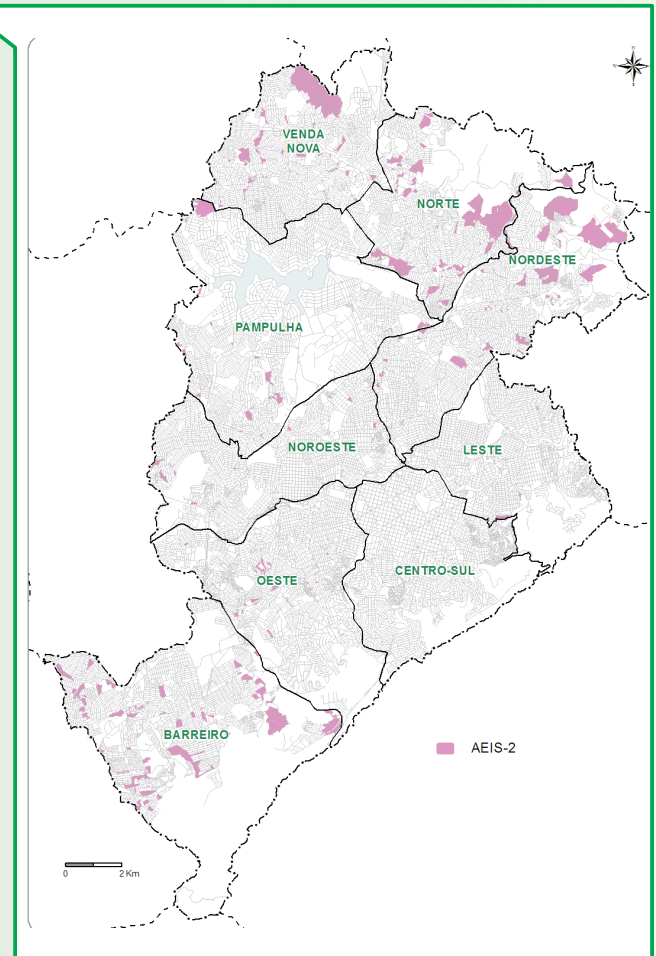 VENDA
NOVA
NORTE
NORDESTE
PAMPULHA
NOROESTE
LESTE
OESTE
CENTRO-SUL
BARREIRO
AEIS-2
0 2 Km